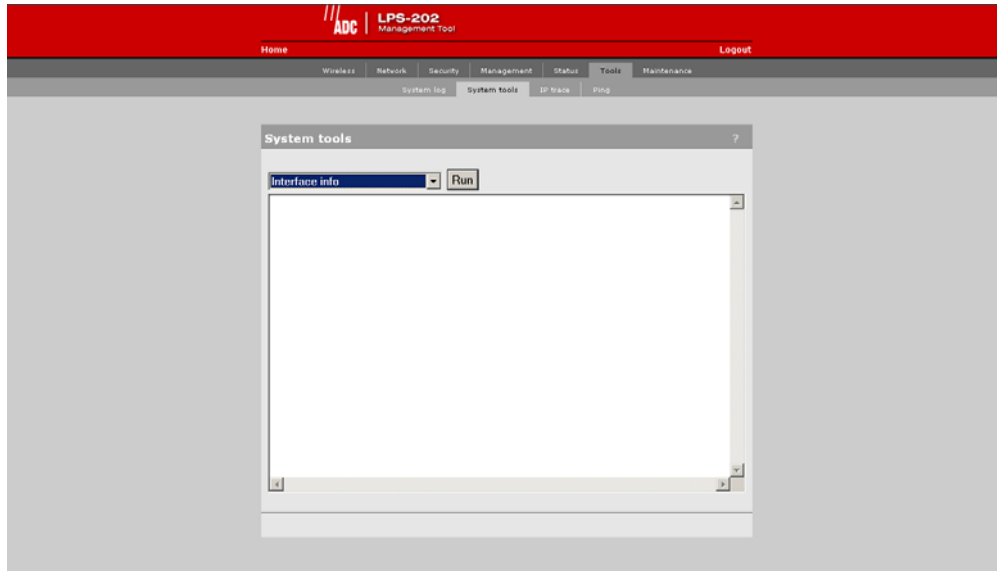 ADC LPS-202
Management Tool
Home Logout
Wireless Network Security Management Status Tools Maintenance
System log System tools IP trace Ping
System tools ?
Interface info Run